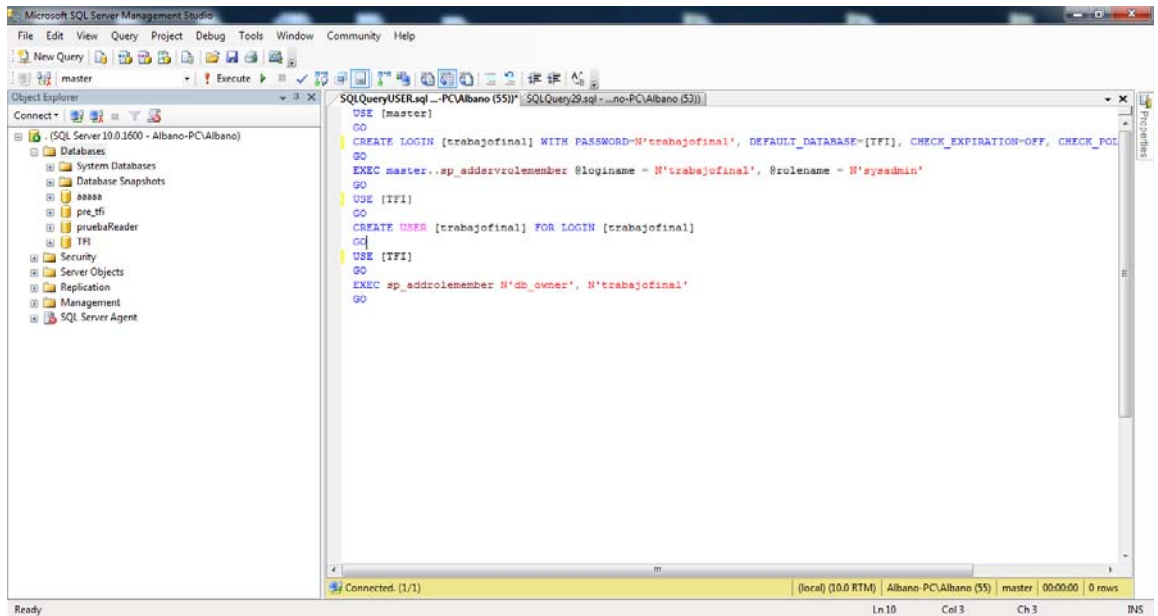 Microsoft SQL Server Management Studio
File Edit View Query Project Debug Tools Window Community Help
New Query
master Execute
Object Explorer
Connect
. (SQL Server 10.0.1600 - Albano-PC\Albano)
Databases
System Databases
Database Snapshots
aaaaa
pre_tfi
pruebaReader
TFI
Security
Server Objects
Replication
Management
SQL Server Agent
SQLQueryUSER.sql ...-PC\Albano (55))* SQLQuery29.sql - ...no-PC\Albano (53))
USE [master]
GO
CREATE LOGIN [trabajofinal] WITH PASSWORD=N'trabajofinal', DEFAULT_DATABASE=[TFI], CHECK_EXPIRATION=OFF, CHECK_POL
GO
EXEC master..sp_addsrvrolemember @loginame = N'trabajofinal', @rolename = N'sysadmin'
GO
USE [TFI]
GO
CREATE USER [trabajofinal] FOR LOGIN [trabajofinal]
GO
USE [TFI]
GO
EXEC sp_addrolemember N'db_owner', N'trabajofinal'
GO
Properties
Connected. (1/1) (local) (10.0 RTM) Albano-PC\Albano (55) master 00:00:00 0 rows
Ready Ln 10 Col 3 Ch 3 INS